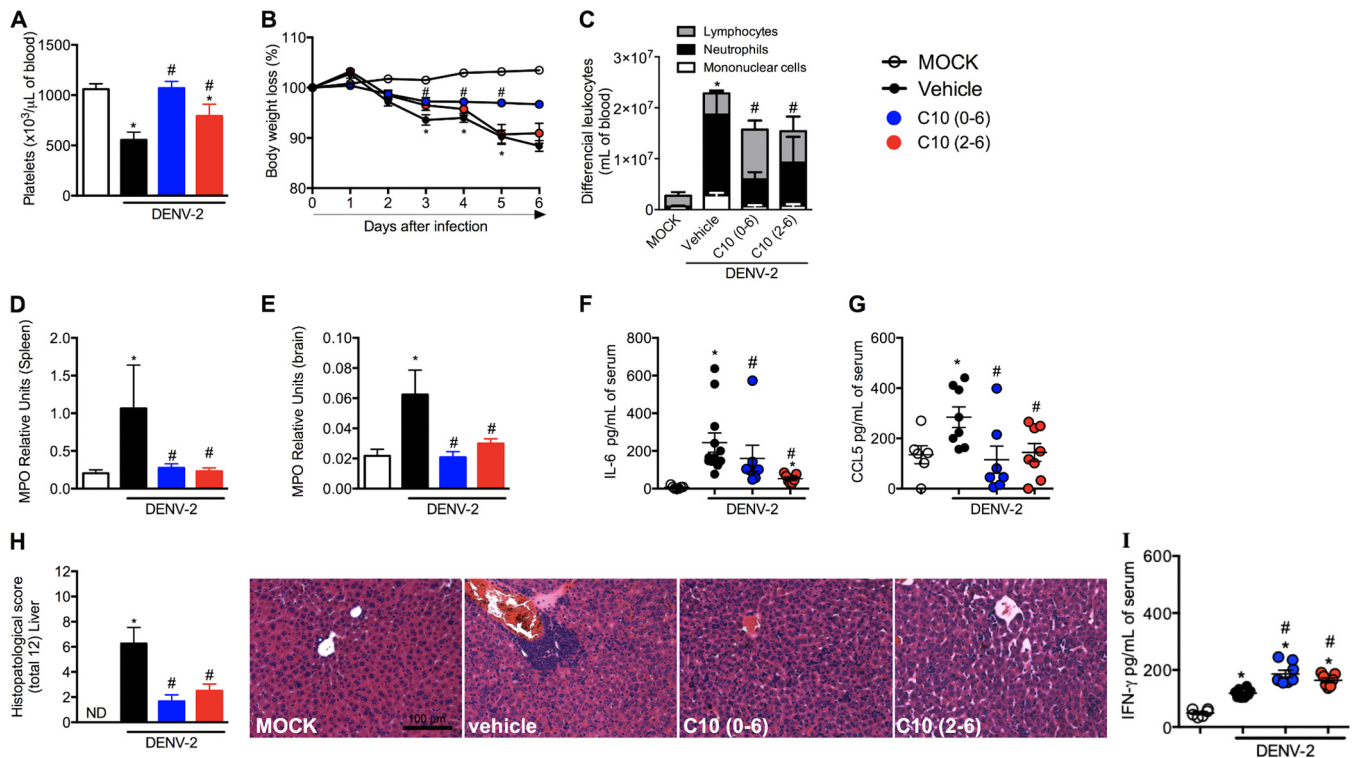 A
Platelets (x10³/μL of blood)
1500
1000
500
0
*
#
#
*
DENV-2
B
Body weight loss (%)
110
100
90
80
# # #
* * *
0 1 2 3 4 5 6
Days after infection
C
Lymphocytes
Neutrophils
Mononuclear cells
Differencial leukocytes
(mL of blood)
3×10⁷
2×10⁷
1×10⁷
0
*
#
#
MOCK
Vehicle
C10 (0-6)
C10 (2-6)
DENV-2
MOCK
Vehicle
C10 (0-6)
C10 (2-6)
D
MPO Relative Units (Spleen)
2.0
1.5
1.0
0.5
0.0
*
#
#
DENV-2
E
MPO Relative Units (brain)
0.10
0.08
0.06
0.04
0.02
0.00
*
#
#
DENV-2
F
IL-6 pg/mL of serum
800
600
400
200
0
*
#
#
*
DENV-2
G
CCL5 pg/mL of serum
600
400
200
0
*
#
#
DENV-2
H
Histopatological score
(total 12) Liver
12
10
8
6
4
2
0
ND
*
#
#
DENV-2
MOCK
100 μm
vehicle
C10 (0-6)
C10 (2-6)
I
IFN-γ pg/mL of serum
600
400
200
0
*
#
*
#
*
DENV-2